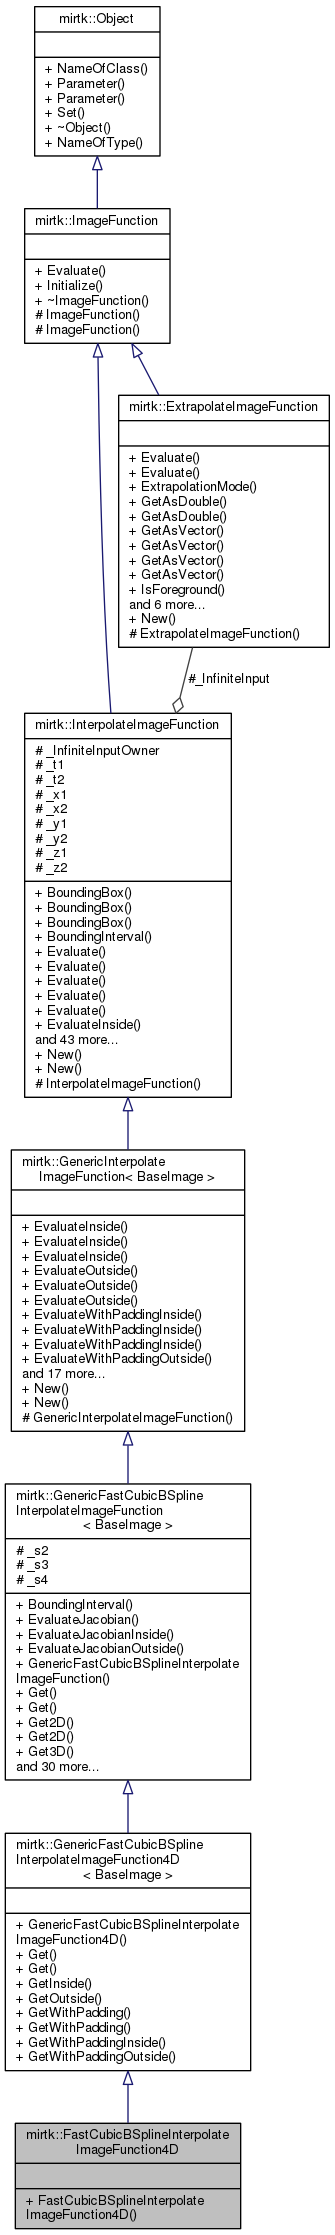 mirtk::Object
+ NameOfClass()
+ Parameter()
+ Parameter()
+ Set()
+ ~Object()
+ NameOfType()
mirtk::ImageFunction
+ Evaluate()
+ Initialize()
+ ~ImageFunction()
# ImageFunction()
# ImageFunction()
mirtk::ExtrapolateImageFunction
+ Evaluate()
+ Evaluate()
+ ExtrapolationMode()
+ GetAsDouble()
+ GetAsDouble()
+ GetAsVector()
+ GetAsVector()
+ GetAsVector()
+ GetAsVector()
+ IsForeground()
and 6 more...
+ New()
# ExtrapolateImageFunction()
#_InfiniteInput
mirtk::InterpolateImageFunction
# _InfiniteInputOwner
# _t1
# _t2
# _x1
# _x2
# _y1
# _y2
# _z1
# _z2
+ BoundingBox()
+ BoundingBox()
+ BoundingBox()
+ BoundingInterval()
+ Evaluate()
+ Evaluate()
+ Evaluate()
+ Evaluate()
+ Evaluate()
+ EvaluateInside()
and 43 more...
+ New()
+ New()
# InterpolateImageFunction()
mirtk::GenericInterpolate
ImageFunction< BaseImage >
+ EvaluateInside()
+ EvaluateInside()
+ EvaluateInside()
+ EvaluateOutside()
+ EvaluateOutside()
+ EvaluateOutside()
+ EvaluateWithPaddingInside()
+ EvaluateWithPaddingInside()
+ EvaluateWithPaddingInside()
+ EvaluateWithPaddingOutside()
and 17 more...
+ New()
+ New()
# GenericInterpolateImageFunction()
mirtk::GenericFastCubicBSpline
InterpolateImageFunction
< BaseImage >
# _s2
# _s3
# _s4
+ BoundingInterval()
+ EvaluateJacobian()
+ EvaluateJacobianInside()
+ EvaluateJacobianOutside()
+ GenericFastCubicBSplineInterpolate
ImageFunction()
+ Get()
+ Get()
+ Get2D()
+ Get2D()
+ Get3D()
and 30 more...
mirtk::GenericFastCubicBSpline
InterpolateImageFunction4D
< BaseImage >
+ GenericFastCubicBSplineInterpolate
ImageFunction4D()
+ Get()
+ Get()
+ GetInside()
+ GetOutside()
+ GetWithPadding()
+ GetWithPadding()
+ GetWithPaddingInside()
+ GetWithPaddingOutside()
mirtk::FastCubicBSplineInterpolate
ImageFunction4D
+ FastCubicBSplineInterpolate
ImageFunction4D()